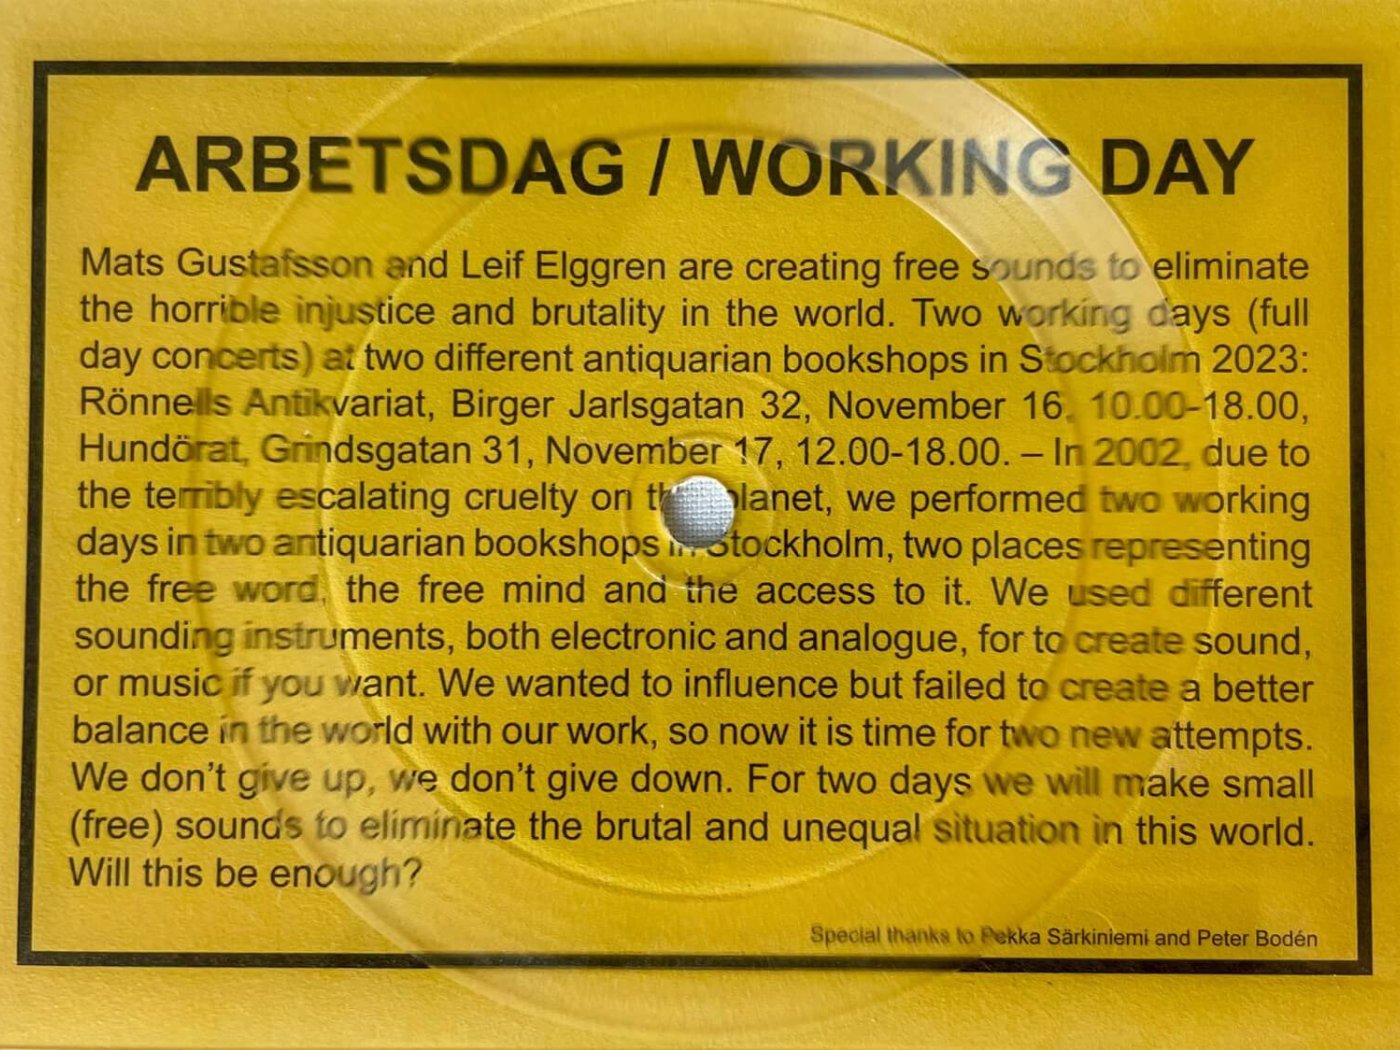 ARBETSDAG / WORKING DAY
Mats Gustafsson and Leif Elggren are creating free sounds to eliminate
the horrible injustice and brutality in the world. Two working days (full
day concerts) at two different antiquarian bookshops in Stockholm 2023:
Rönnells Antikvariat, Birger Jarlsgatan 32, November 16, 10.00-18.00,
Hundörat, Grindsgatan 31, November 17, 12.00-18.00. – In 2002, due to
the terribly escalating cruelty on the planet, we performed two working
days in two antiquarian bookshops in Stockholm, two places representing
the free word, the free mind and the access to it. We used different
sounding instruments, both electronic and analogue, for to create sound,
or music if you want. We wanted to influence but failed to create a better
balance in the world with our work, so now it is time for two new attempts.
We don’t give up, we don’t give down. For two days we will make small
(free) sounds to eliminate the brutal and unequal situation in this world.
Will this be enough?
Special thanks to Pekka Särkiniemi and Peter Bodén